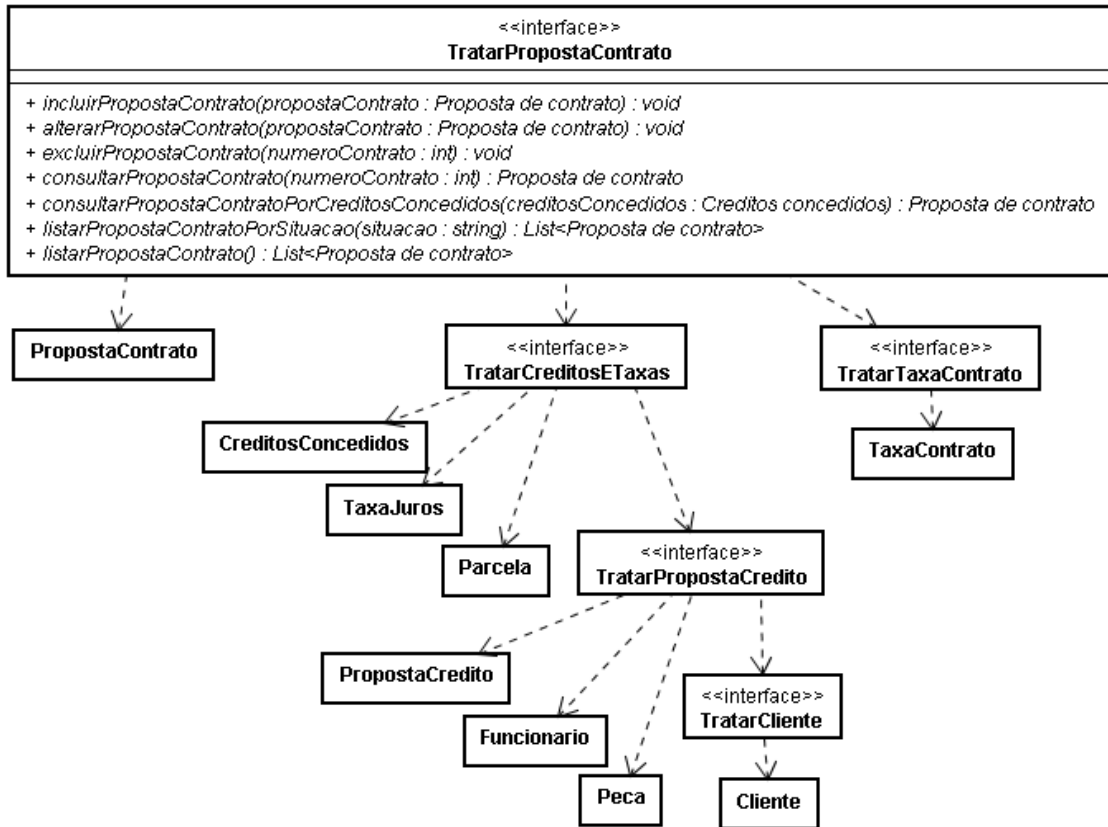 <<interface>>
TratarPropostaContrato
+ incluirPropostaContrato(propostaContrato : Proposta de contrato) : void
+ alterarPropostaContrato(propostaContrato : Proposta de contrato) : void
+ excluirPropostaContrato(numeroContrato : int) : void
+ consultarPropostaContrato(numeroContrato : int) : Proposta de contrato
+ consultarPropostaContratoPorCreditosConcedidos(creditosConcedidos : Creditos concedidos) : Proposta de contrato
+ listarPropostaContratoPorSituacao(situacao : string) : List<Proposta de contrato>
+ listarPropostaContrato() : List<Proposta de contrato>
PropostaContrato
<<interface>>
TratarCreditosETaxas
<<interface>>
TratarTaxaContrato
CreditosConcedidos
TaxaContrato
TaxaJuros
Parcela
<<interface>>
TratarPropostaCredito
PropostaCredito
<<interface>>
TratarCliente
Funcionario
Peca
Cliente